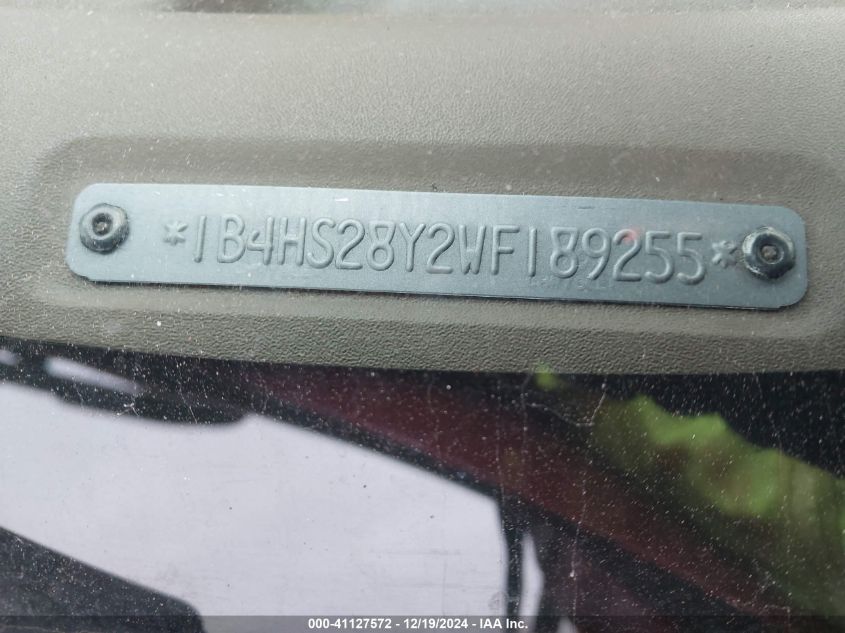 *1B4HS28Y2WF189255*
000-41127572 - 12/19/2024 - IAA Inc.